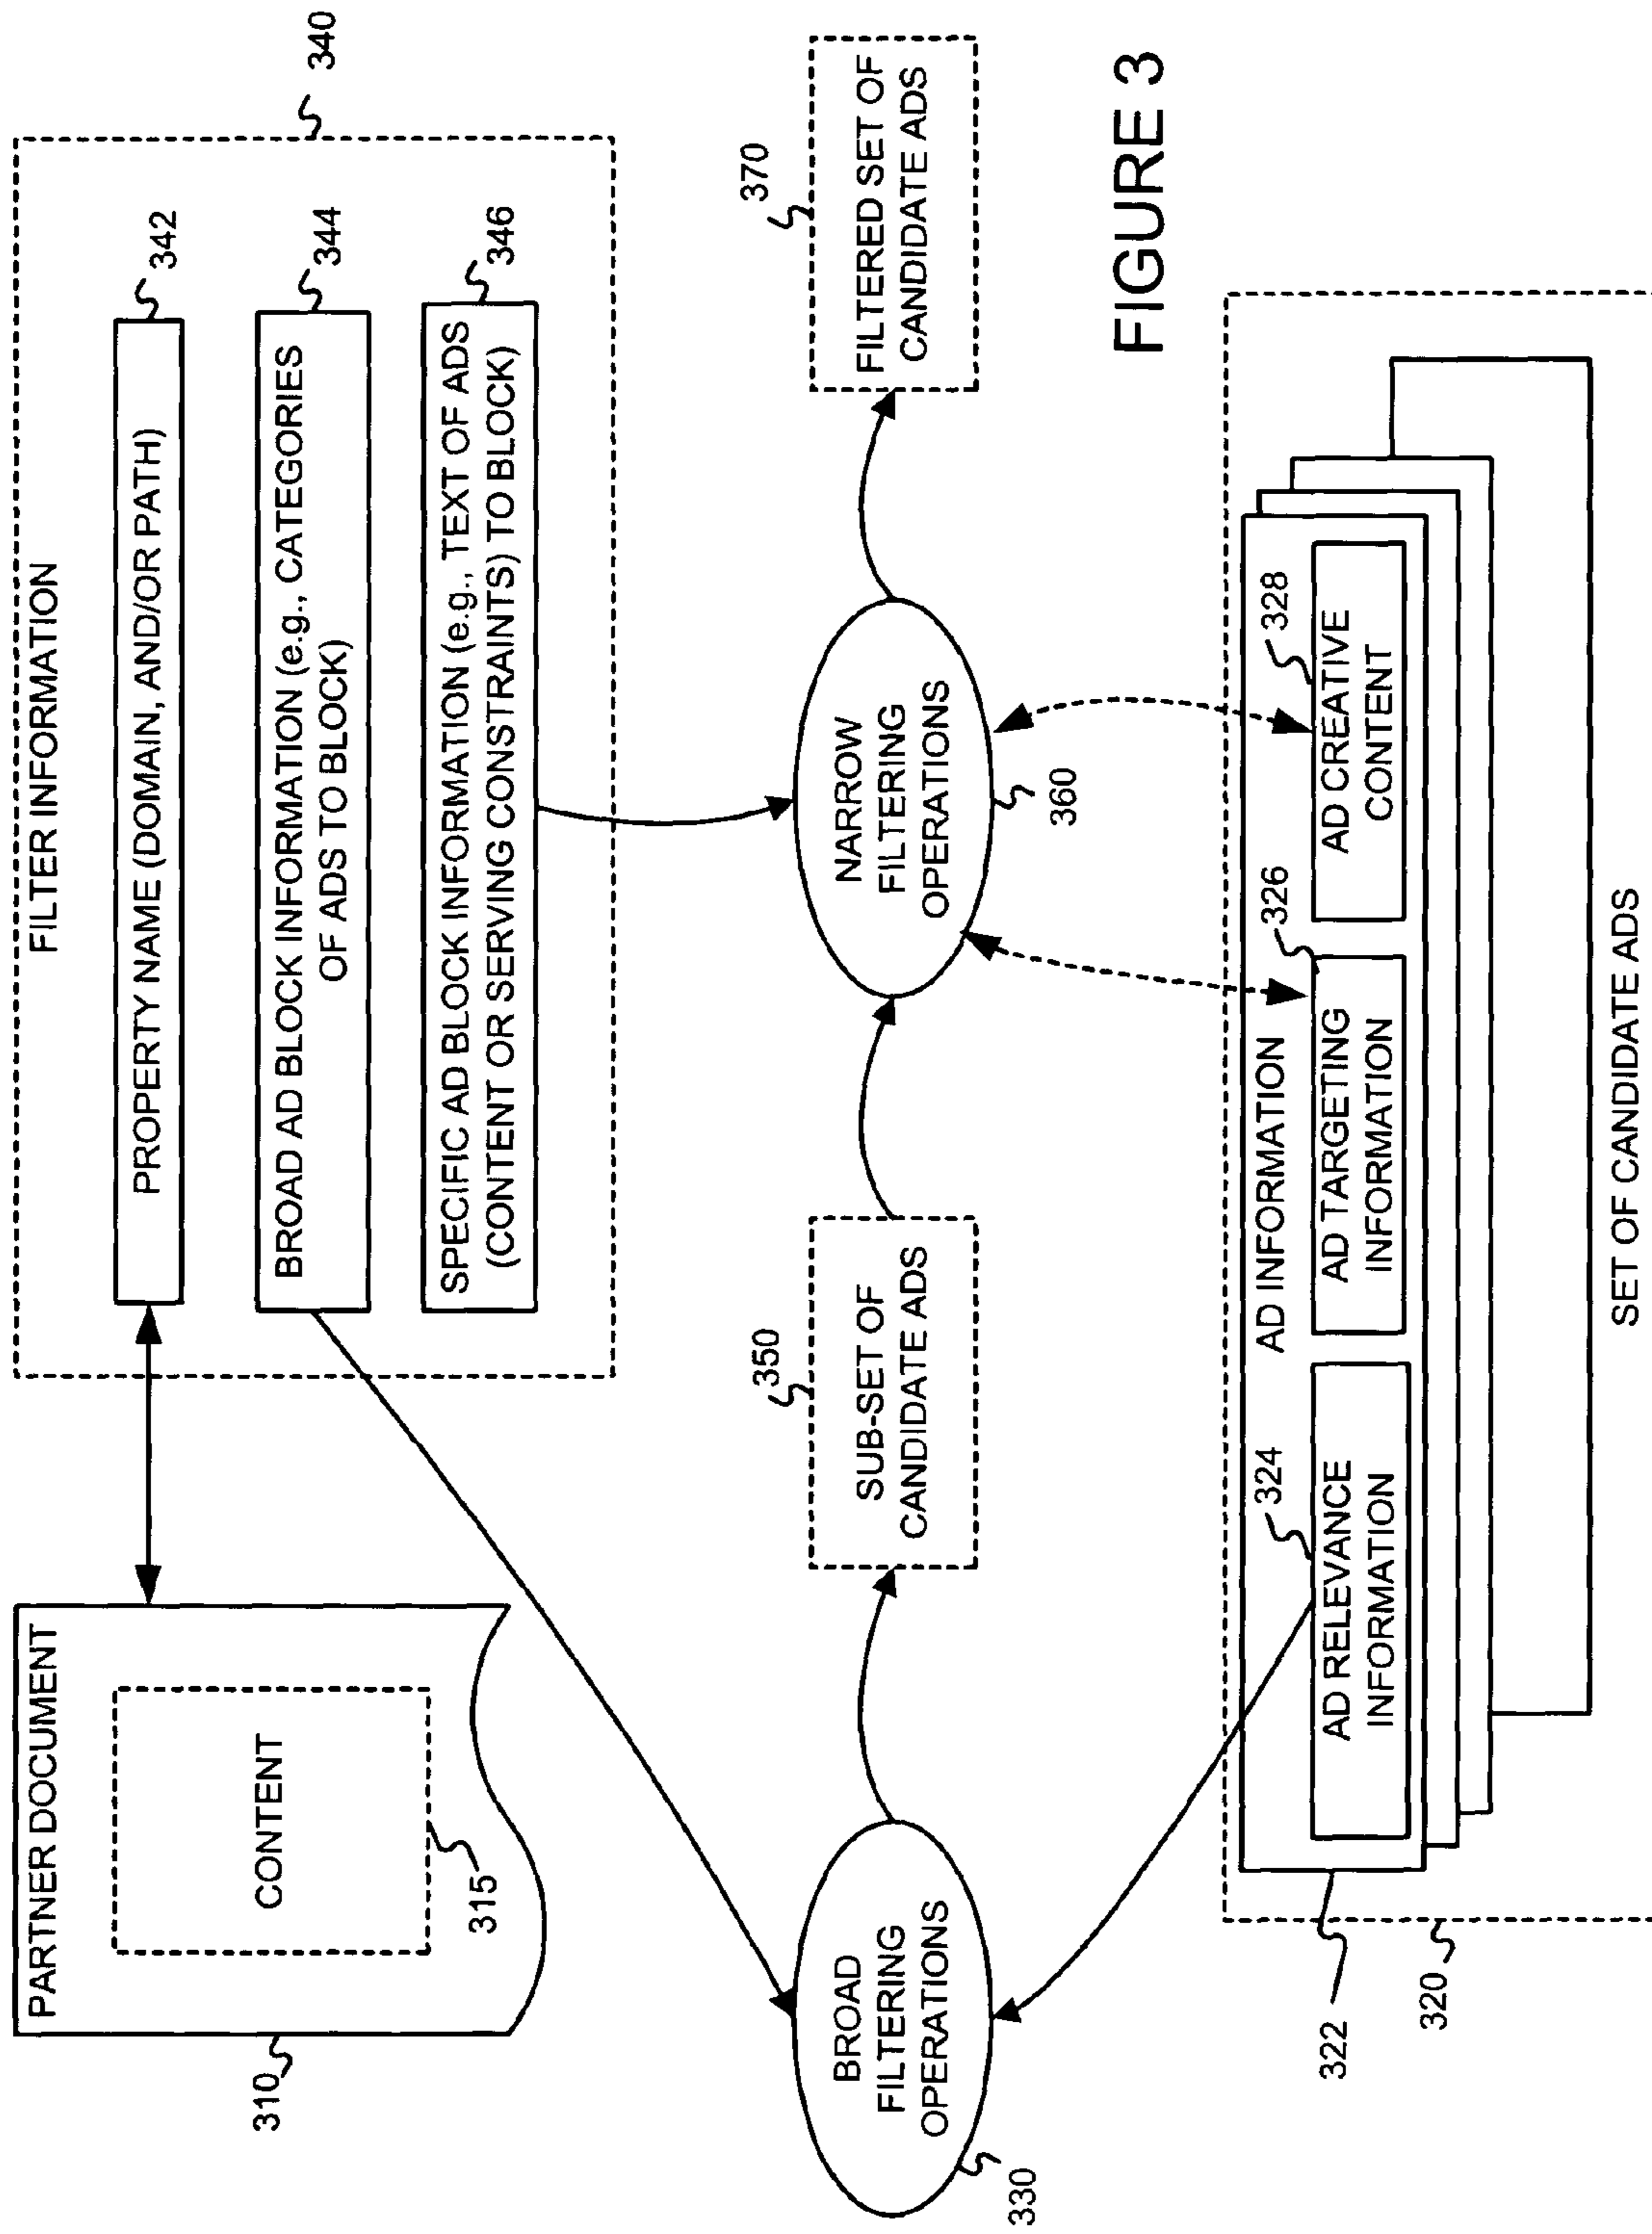 PARTNER DOCUMENT
CONTENT
315
310
FILTER INFORMATION
340
PROPERTY NAME (DOMAIN, AND/OR PATH)
342
BROAD AD BLOCK INFORMATION (e.g., CATEGORIES
OF ADS TO BLOCK)
344
SPECIFIC AD BLOCK INFORMATION (e.g., TEXT OF ADS
(CONTENT OR SERVING CONSTRAINTS) TO BLOCK)
346
BROAD
FILTERING
OPERATIONS
330
350
SUB-SET OF
CANDIDATE ADS
NARROW
FILTERING
OPERATIONS
360
370
FILTERED SET OF
CANDIDATE ADS
FIGURE 3
AD INFORMATION
324
AD RELEVANCE
INFORMATION
326
AD TARGETING
INFORMATION
328
AD CREATIVE
CONTENT
322
320
SET OF CANDIDATE ADS